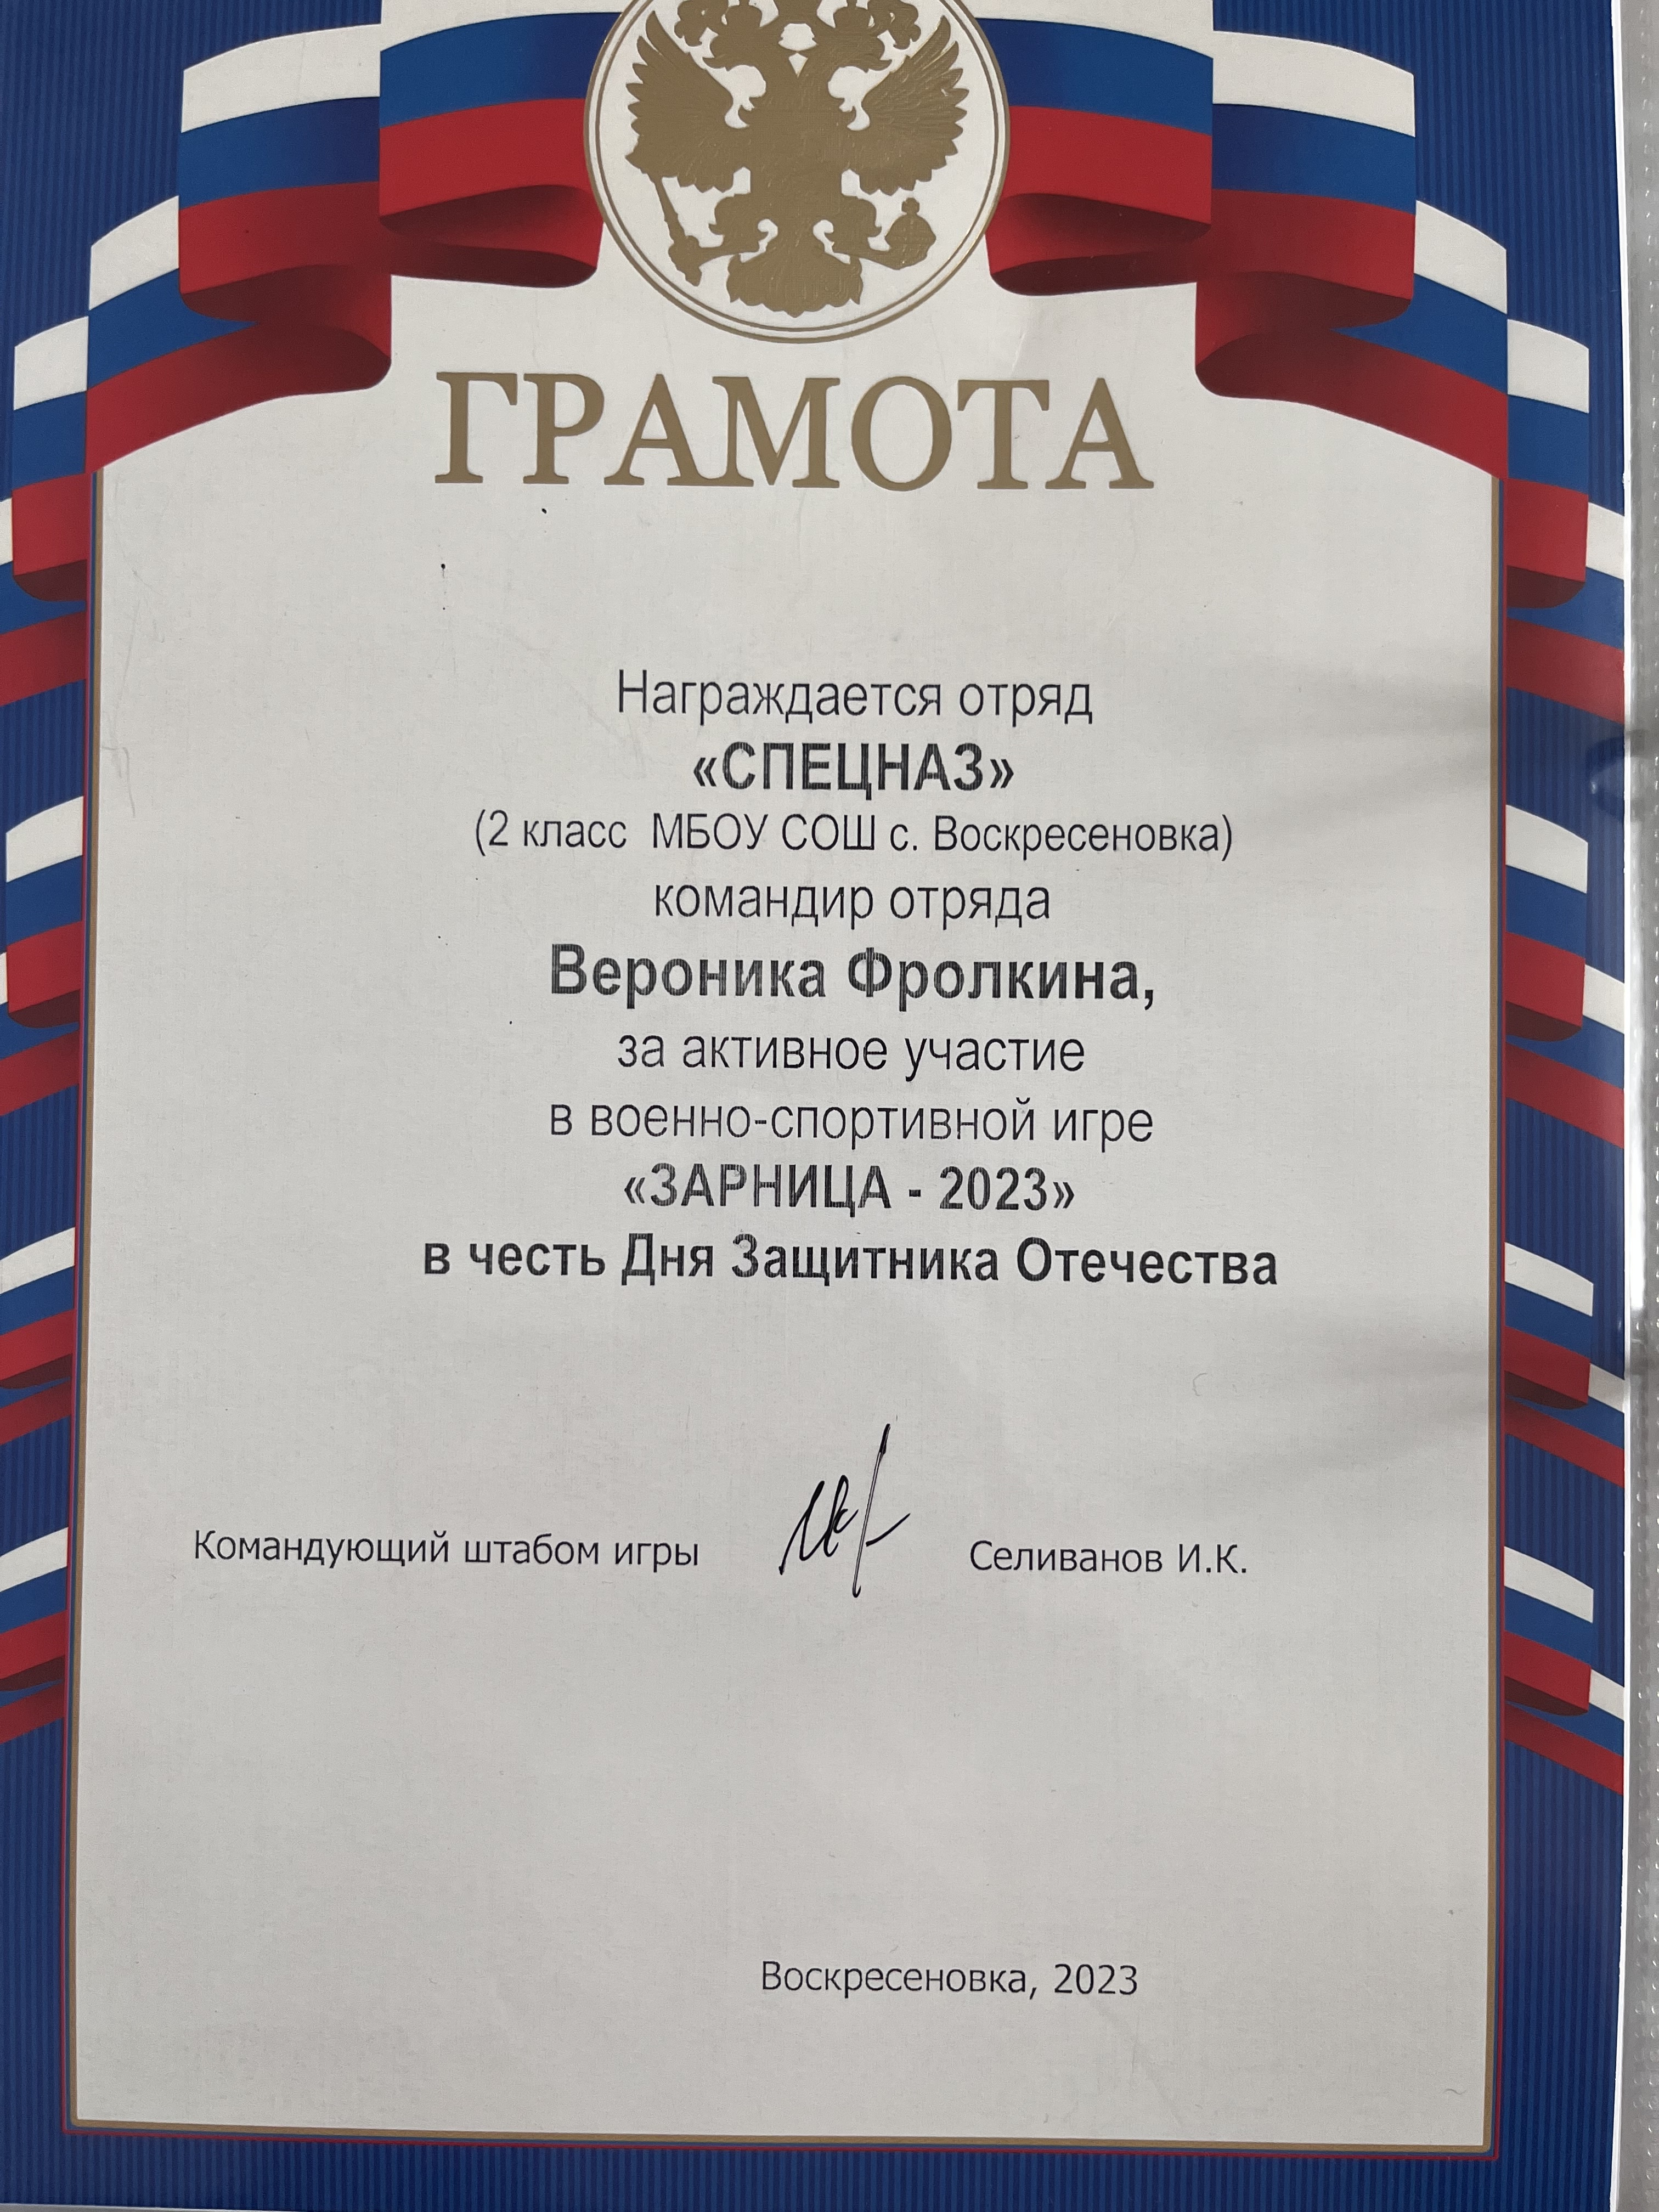 ГРАМОТА
Награждается отряд
«СПЕЦНАЗ»
(2 класс МБОУ СОШ с. Воскресеновка)
командир отряда
Вероника Фролкина,
за активное участие
в военно-спортивной игре
«ЗАРНИЦА - 2023»
в честь Дня Защитника Отечества
Командующий штабом игры Селиванов И.К.
Воскресеновка, 2023